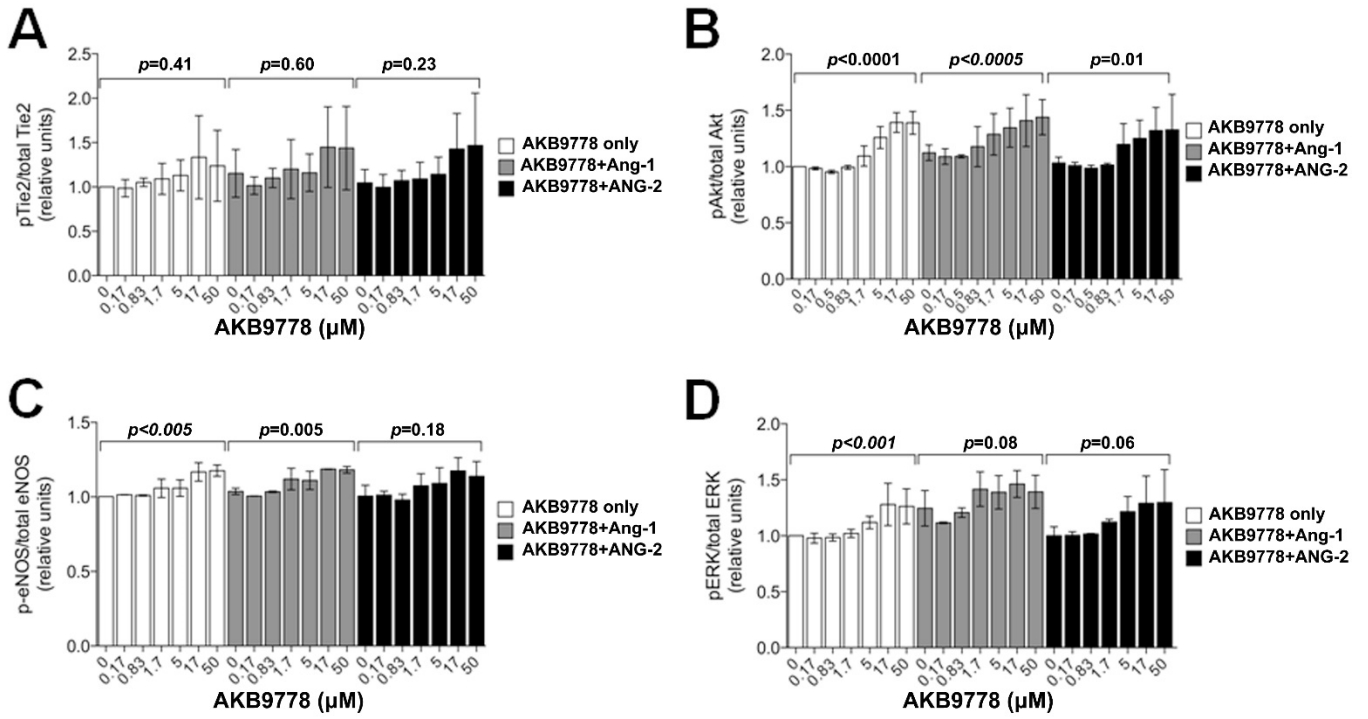 A
pTie2/total Tie2
(relative units)
2.5
2.0
1.5
1.0
0.5
0.0
p=0.41
p=0.60
p=0.23
0 0.17 0.83 1.7 5 17 50 0 0.17 0.83 1.7 5 17 50 0 0.17 0.83 1.7 5 17 50
AKB9778 (µM)
AKB9778 only
AKB9778+Ang-1
AKB9778+ANG-2
B
pAkt/total Akt
(relative units)
2.0
1.5
1.0
0.5
0.0
p<0.0001
p<0.0005
p=0.01
0 0.17 0.5 0.83 1.7 5 17 50 0 0.17 0.5 0.83 1.7 5 17 50 0 0.17 0.5 0.83 1.7 5 17 50
AKB9778 (µM)
AKB9778 only
AKB9778+Ang-1
AKB9778+ANG-2
C
p-eNOS/total eNOS
(relative units)
1.5
1.0
0.5
0.0
p<0.005
p=0.005
p=0.18
0 0.17 0.83 1.7 5 17 50 0 0.17 0.83 1.7 5 17 50 0 0.17 0.83 1.7 5 17 50
AKB9778 (µM)
AKB9778 only
AKB9778+Ang-1
AKB9778+ANG-2
D
pERK/total ERK
(relative units)
2.0
1.5
1.0
0.5
0.0
p<0.001
p=0.08
p=0.06
0 0.17 0.83 1.7 5 17 50 0 0.17 0.83 1.7 5 17 50 0 0.17 0.83 1.7 5 17 50
AKB9778 (µM)
AKB9778 only
AKB9778+Ang-1
AKB9778+ANG-2